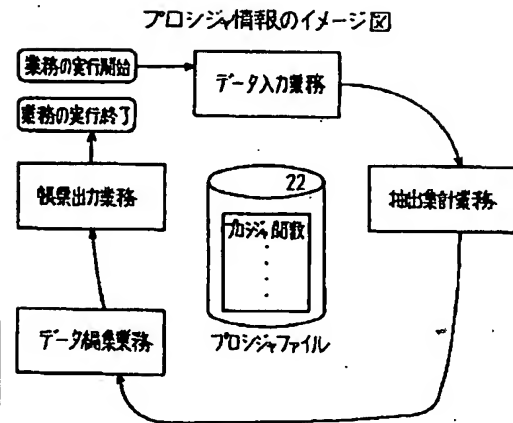 プロシジャ情報のイメージ図
業務の実行開始
データ入力業務
業務の実行終了
帳票出力業務
22
プロシジャ関数
抽出集計業務
データ編集業務
プロシジャファイル